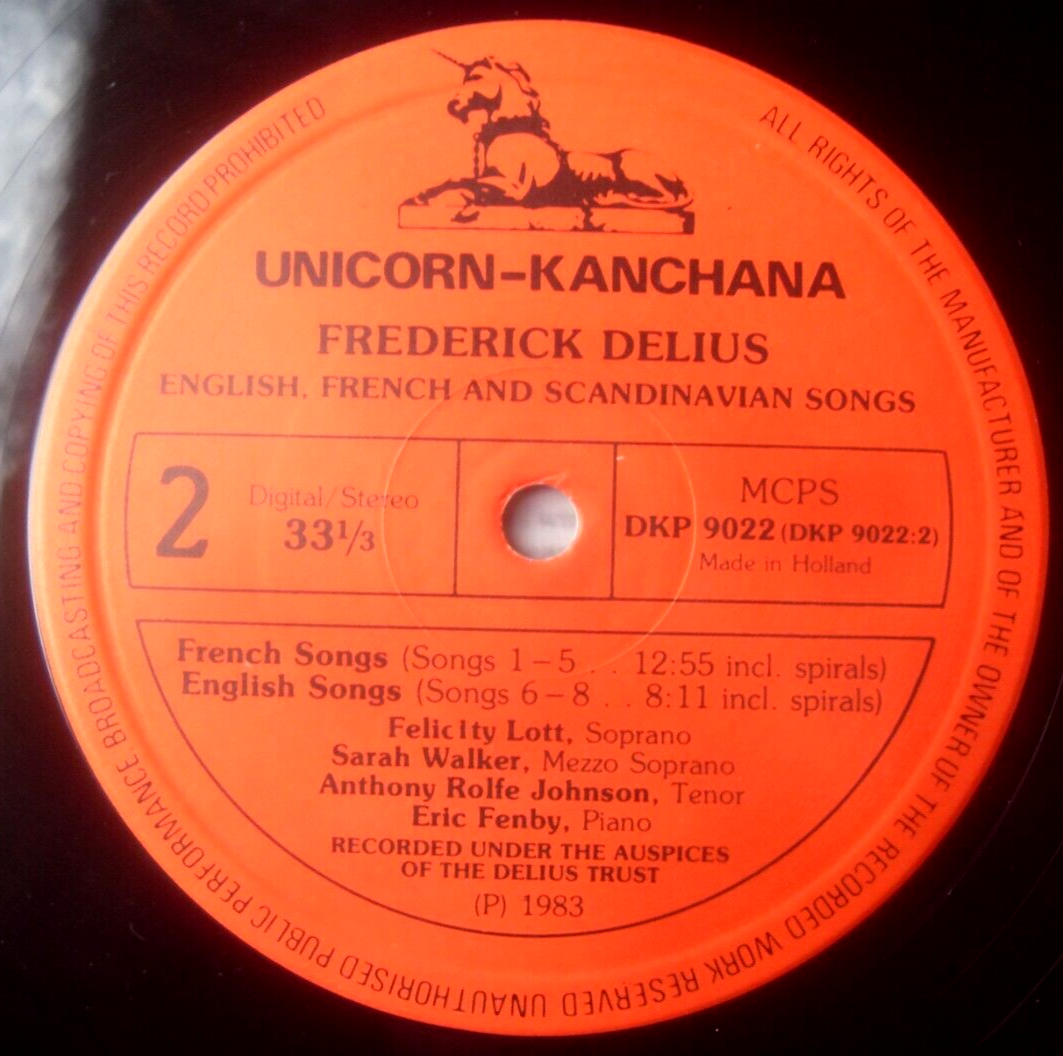 UNICORN-KANCHANA
FREDERICK DELIUS
ENGLISH, FRENCH AND SCANDINAVIAN SONGS
2
Digital/Stereo
33⅓
MCPS
DKP 9022 (DKP 9022:2)
Made in Holland
French Songs (Songs 1–5 . . 12:55 incl. spirals)
English Songs (Songs 6–8 . . 8:11 incl. spirals)
Felicity Lott, Soprano
Sarah Walker, Mezzo Soprano
Anthony Rolfe Johnson, Tenor
Eric Fenby, Piano
RECORDED UNDER THE AUSPICES
OF THE DELIUS TRUST
(P) 1983
ALL RIGHTS OF THE MANUFACTURER AND OF THE OWNER OF THE RECORDED WORK RESERVED UNAUTHORISED PUBLIC PERFORMANCE BROADCASTING AND COPYING OF THIS RECORD PROHIBITED